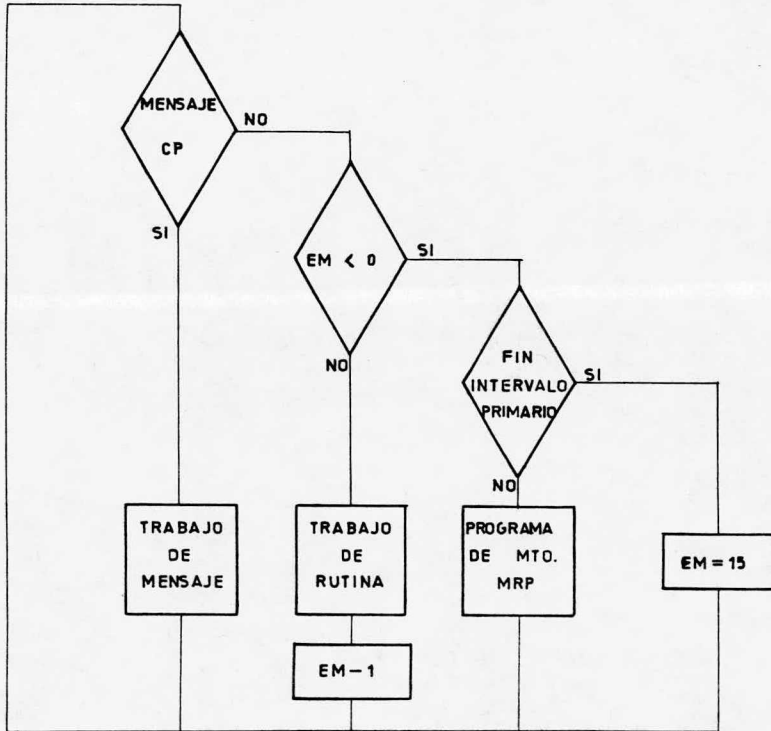 MENSAJE
CP
NO
SI
EM < 0
SI
NO
FIN
INTERVALO
PRIMARIO
SI
NO
TRABAJO
DE
MENSAJE
TRABAJO
DE
RUTINA
PROGRAMA
DE MTO.
MRP
EM = 15
EM - 1